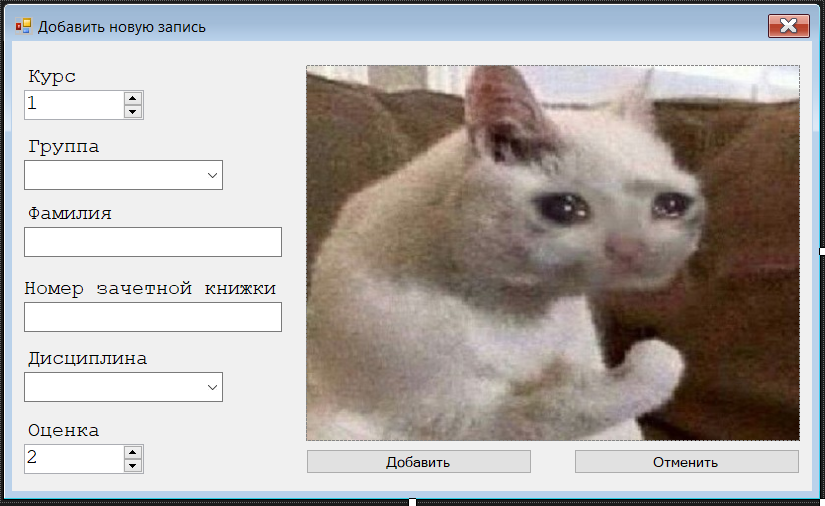 Добавить новую запись
Курс
1
Группа
Фамилия
Номер зачетной книжки
Дисциплина
Оценка
2
Добавить
Отменить